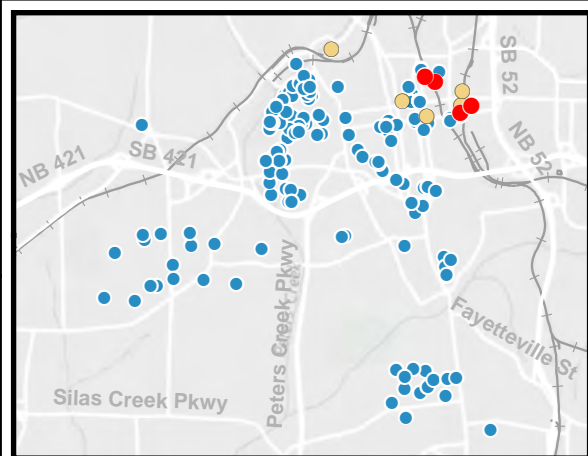 SB 52
NB 421
SB 421
NB 52
Peters Creek Pkwy
Fayetteville St
Silas Creek Pkwy